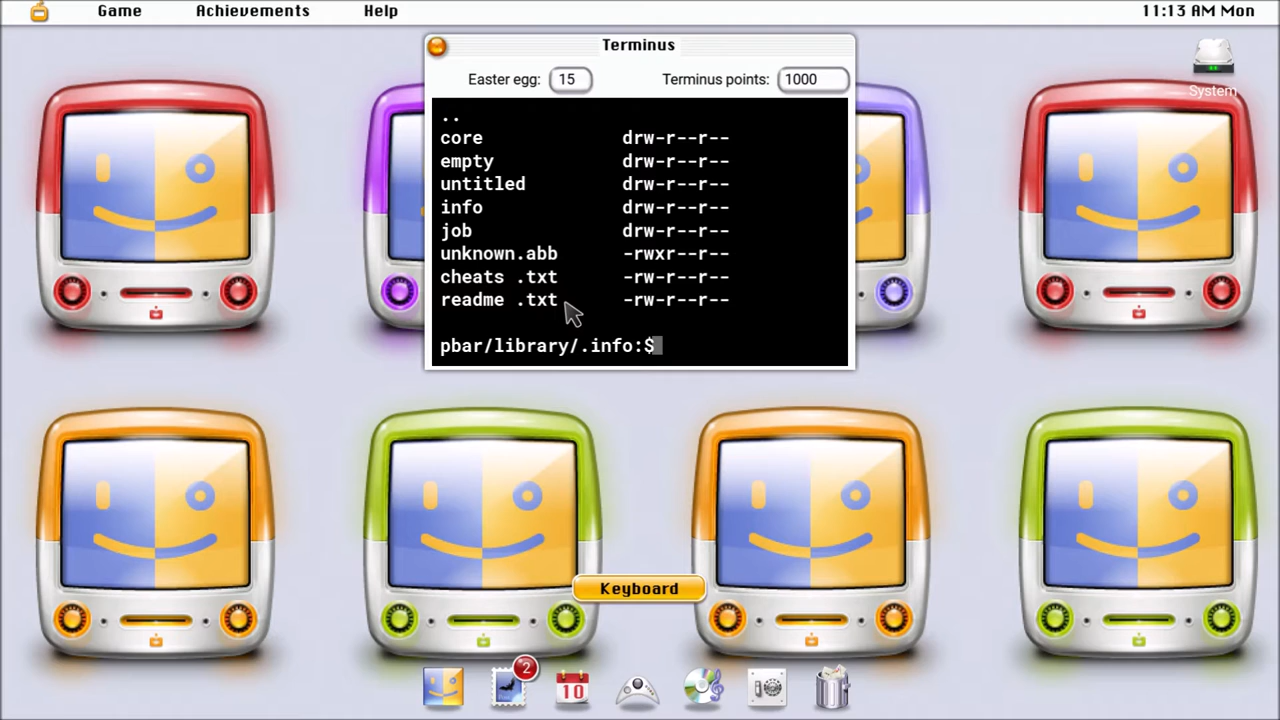 Game Achievements Help 11:13 AM Mon
Terminus
System
Easter egg: 15 Terminus points: 1000
..
core drw-r--r--
empty drw-r--r--
untitled drw-r--r--
info drw-r--r--
job drw-r--r--
unknown.abb -rwxr--r--
cheats .txt -rw-r--r--
readme .txt -rw-r--r--
pbar/library/.info:$
Keyboard
2
10